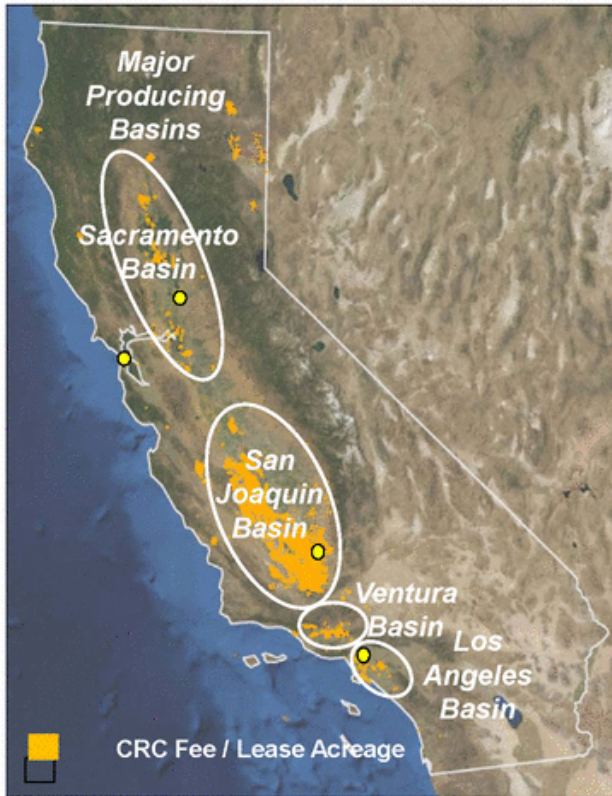 Major
Producing
Basins
Sacramento
Basin
San
Joaquin
Basin
Ventura
Basin
Los
Angeles
Basin
CRC Fee / Lease Acreage